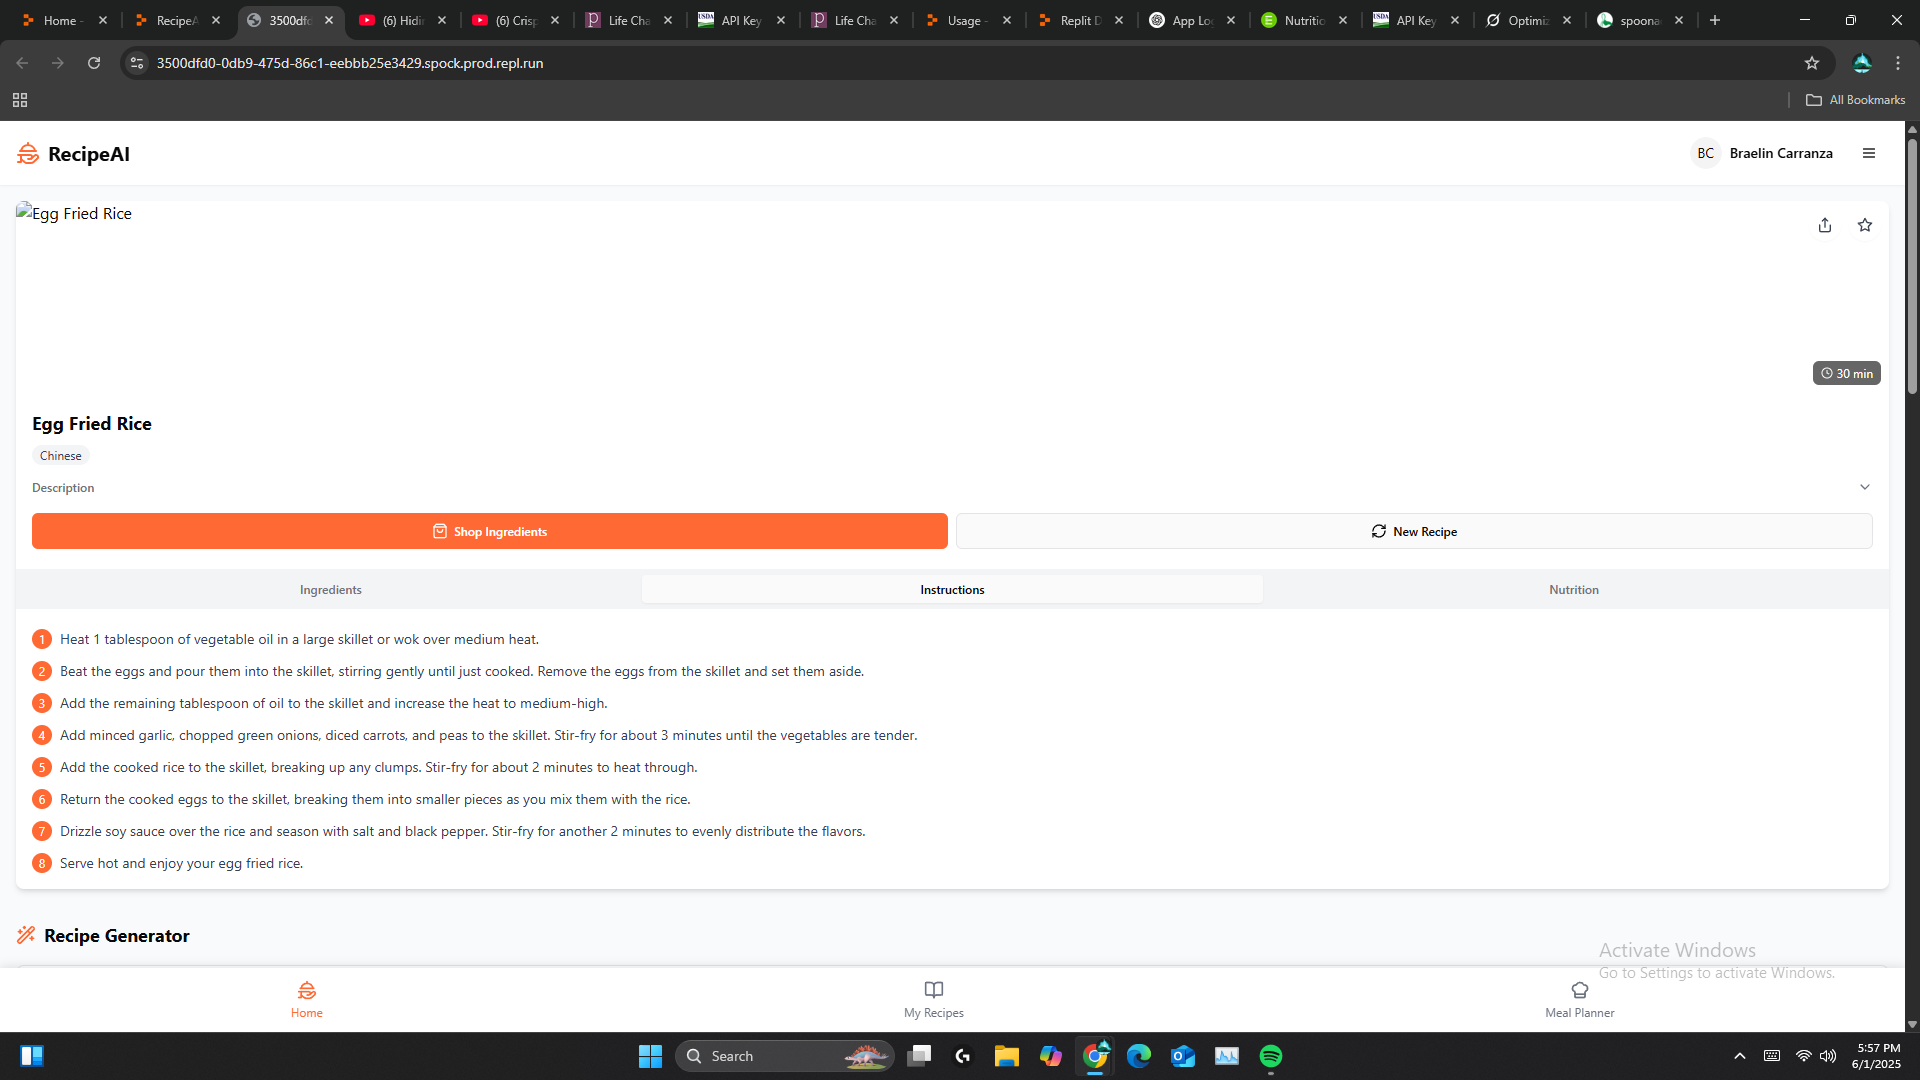 Home -
RecipeA
3500dfd
(6) Hidin
(6) Crisp
Life Cha
API Key
Life Cha
Usage -
Replit D
App Lo
Nutritio
API Key
Optimiz
spoona
3500dfd0-0db9-475d-86c1-eebbb25e3429.spock.prod.repl.run
All Bookmarks
RecipeAI
BC Braelin Carranza
Egg Fried Rice
30 min
Egg Fried Rice
Chinese
Description
Shop Ingredients
New Recipe
Ingredients
Instructions
Nutrition
1 Heat 1 tablespoon of vegetable oil in a large skillet or wok over medium heat.
2 Beat the eggs and pour them into the skillet, stirring gently until just cooked. Remove the eggs from the skillet and set them aside.
3 Add the remaining tablespoon of oil to the skillet and increase the heat to medium-high.
4 Add minced garlic, chopped green onions, diced carrots, and peas to the skillet. Stir-fry for about 3 minutes until the vegetables are tender.
5 Add the cooked rice to the skillet, breaking up any clumps. Stir-fry for about 2 minutes to heat through.
6 Return the cooked eggs to the skillet, breaking them into smaller pieces as you mix them with the rice.
7 Drizzle soy sauce over the rice and season with salt and black pepper. Stir-fry for another 2 minutes to evenly distribute the flavors.
8 Serve hot and enjoy your egg fried rice.
Recipe Generator
Activate Windows
Go to Settings to activate Windows.
Home
My Recipes
Meal Planner
Search
5:57 PM
6/1/2025